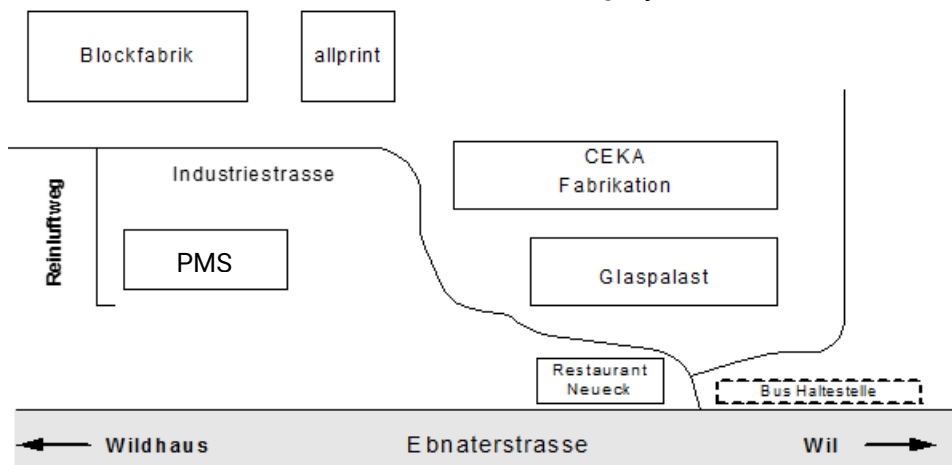 Blockfabrik
allprint
CEKA
Fabrikation
Industriestrasse
Reinluftweg
PMS
Glaspalast
Restaurant
Neueck
Bus Haltestelle
Wildhaus
Ebnaterstrasse
Wil